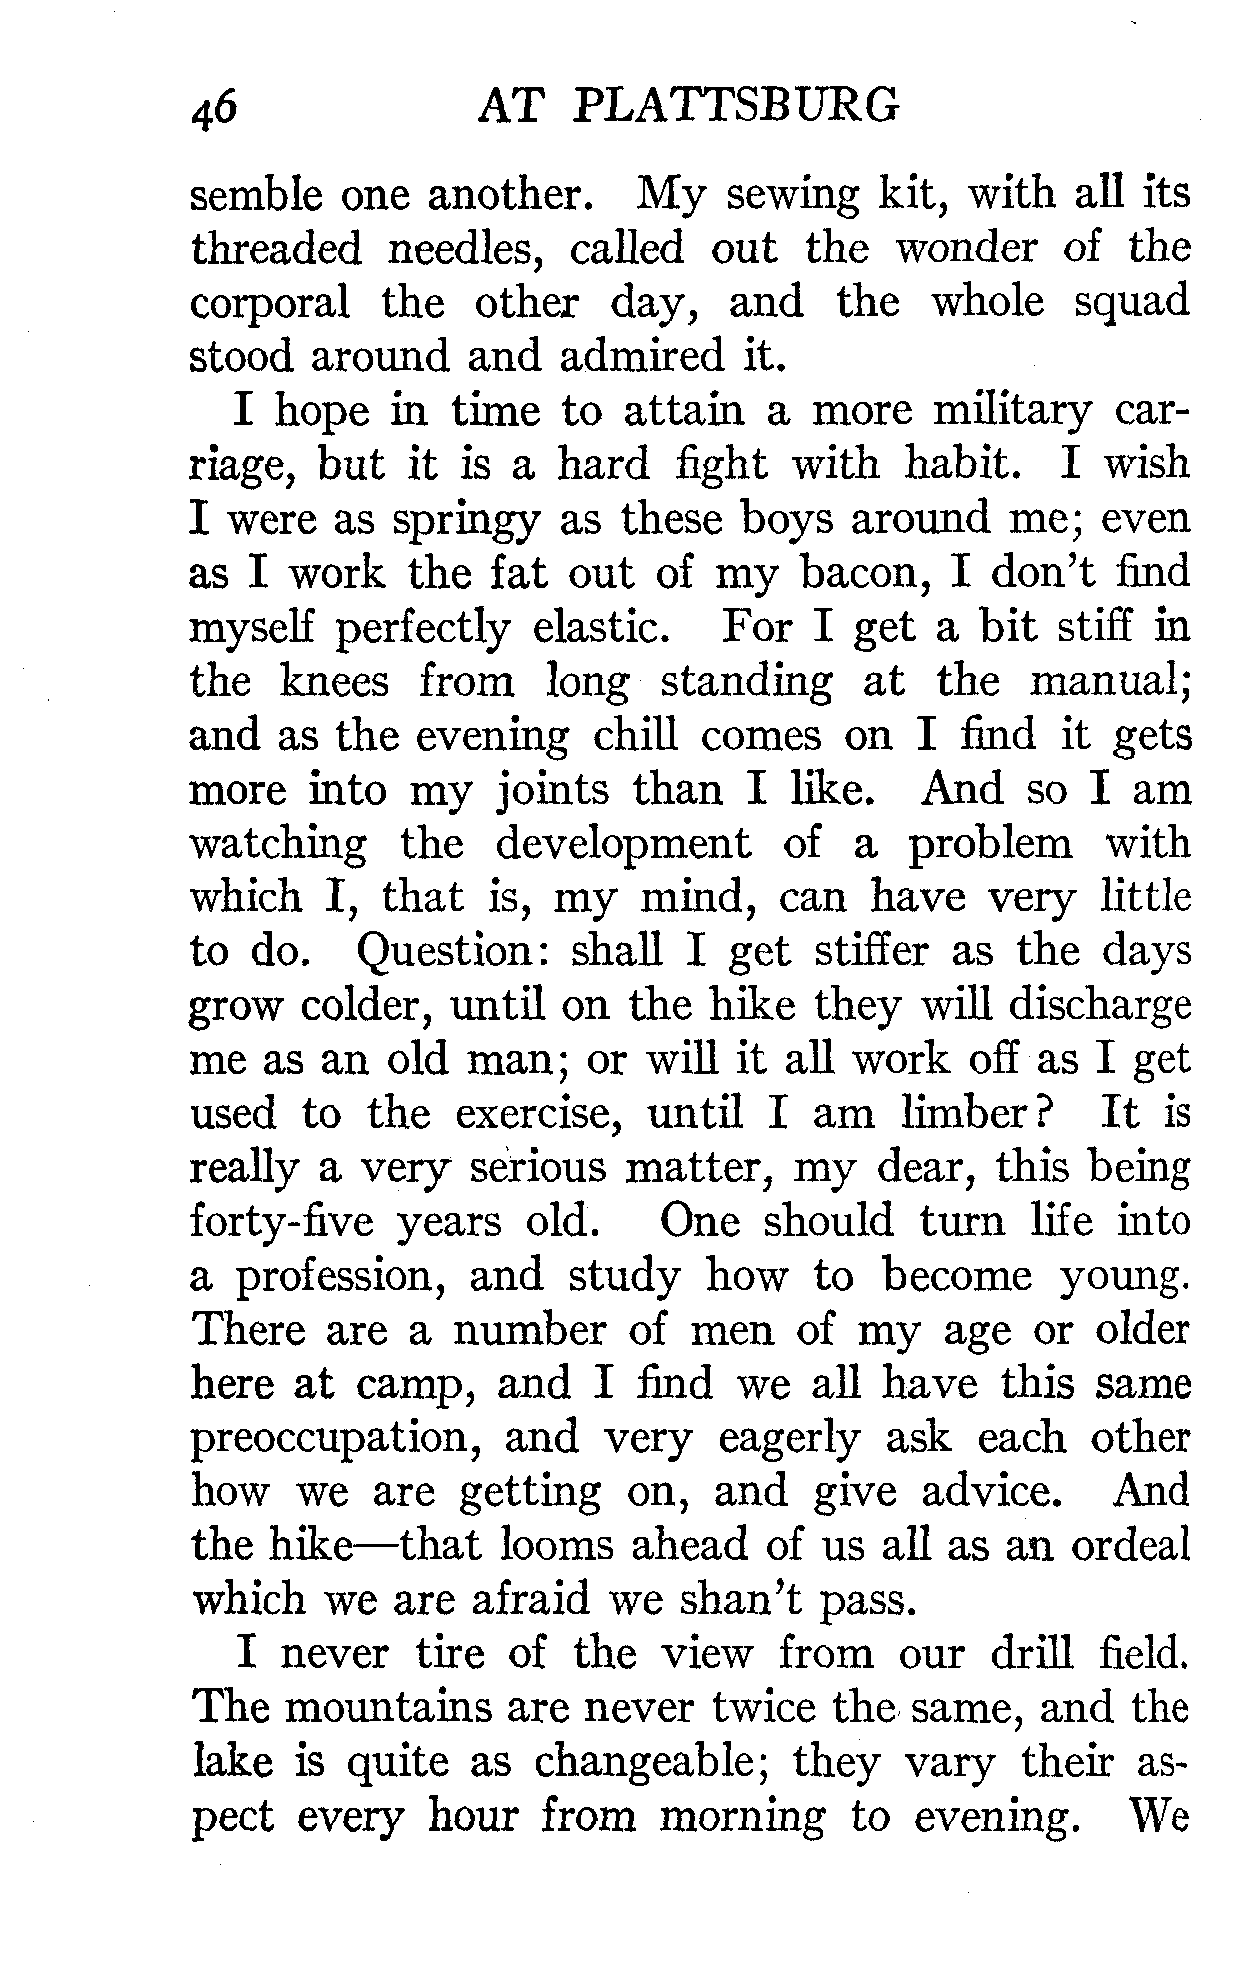 46 AT PLATTSBURG
semble one another. My sewing kit, with all its
threaded needles, called out the wonder of the
corporal the other day, and the whole squad
stood around and admired it.
I hope in time to attain a more military car-
riage, but it is a hard fight with habit. I wish
I were as springy as these boys around me; even
as I work the fat out of my bacon, I don't find
myself perfectly elastic. For I get a bit stiff in
the knees from long standing at the manual;
and as the evening chill comes on I find it gets
more into my joints than I like. And so I am
watching the development of a problem with
which I, that is, my mind, can have very little
to do. Question: shall I get stiffer as the days
grow colder, until on the hike they will discharge
me as an old man; or will it all work off as I get
used to the exercise, until I am limber? It is
really a very serious matter, my dear, this being
forty-five years old. One should turn life into
a profession, and study how to become young.
There are a number of men of my age or older
here at camp, and I find we all have this same
preoccupation, and very eagerly ask each other
how we are getting on, and give advice. And
the hike—that looms ahead of us all as an ordeal
which we are afraid we shan't pass.
I never tire of the view from our drill field.
The mountains are never twice the same, and the
lake is quite as changeable; they vary their as-
pect every hour from morning to evening. We